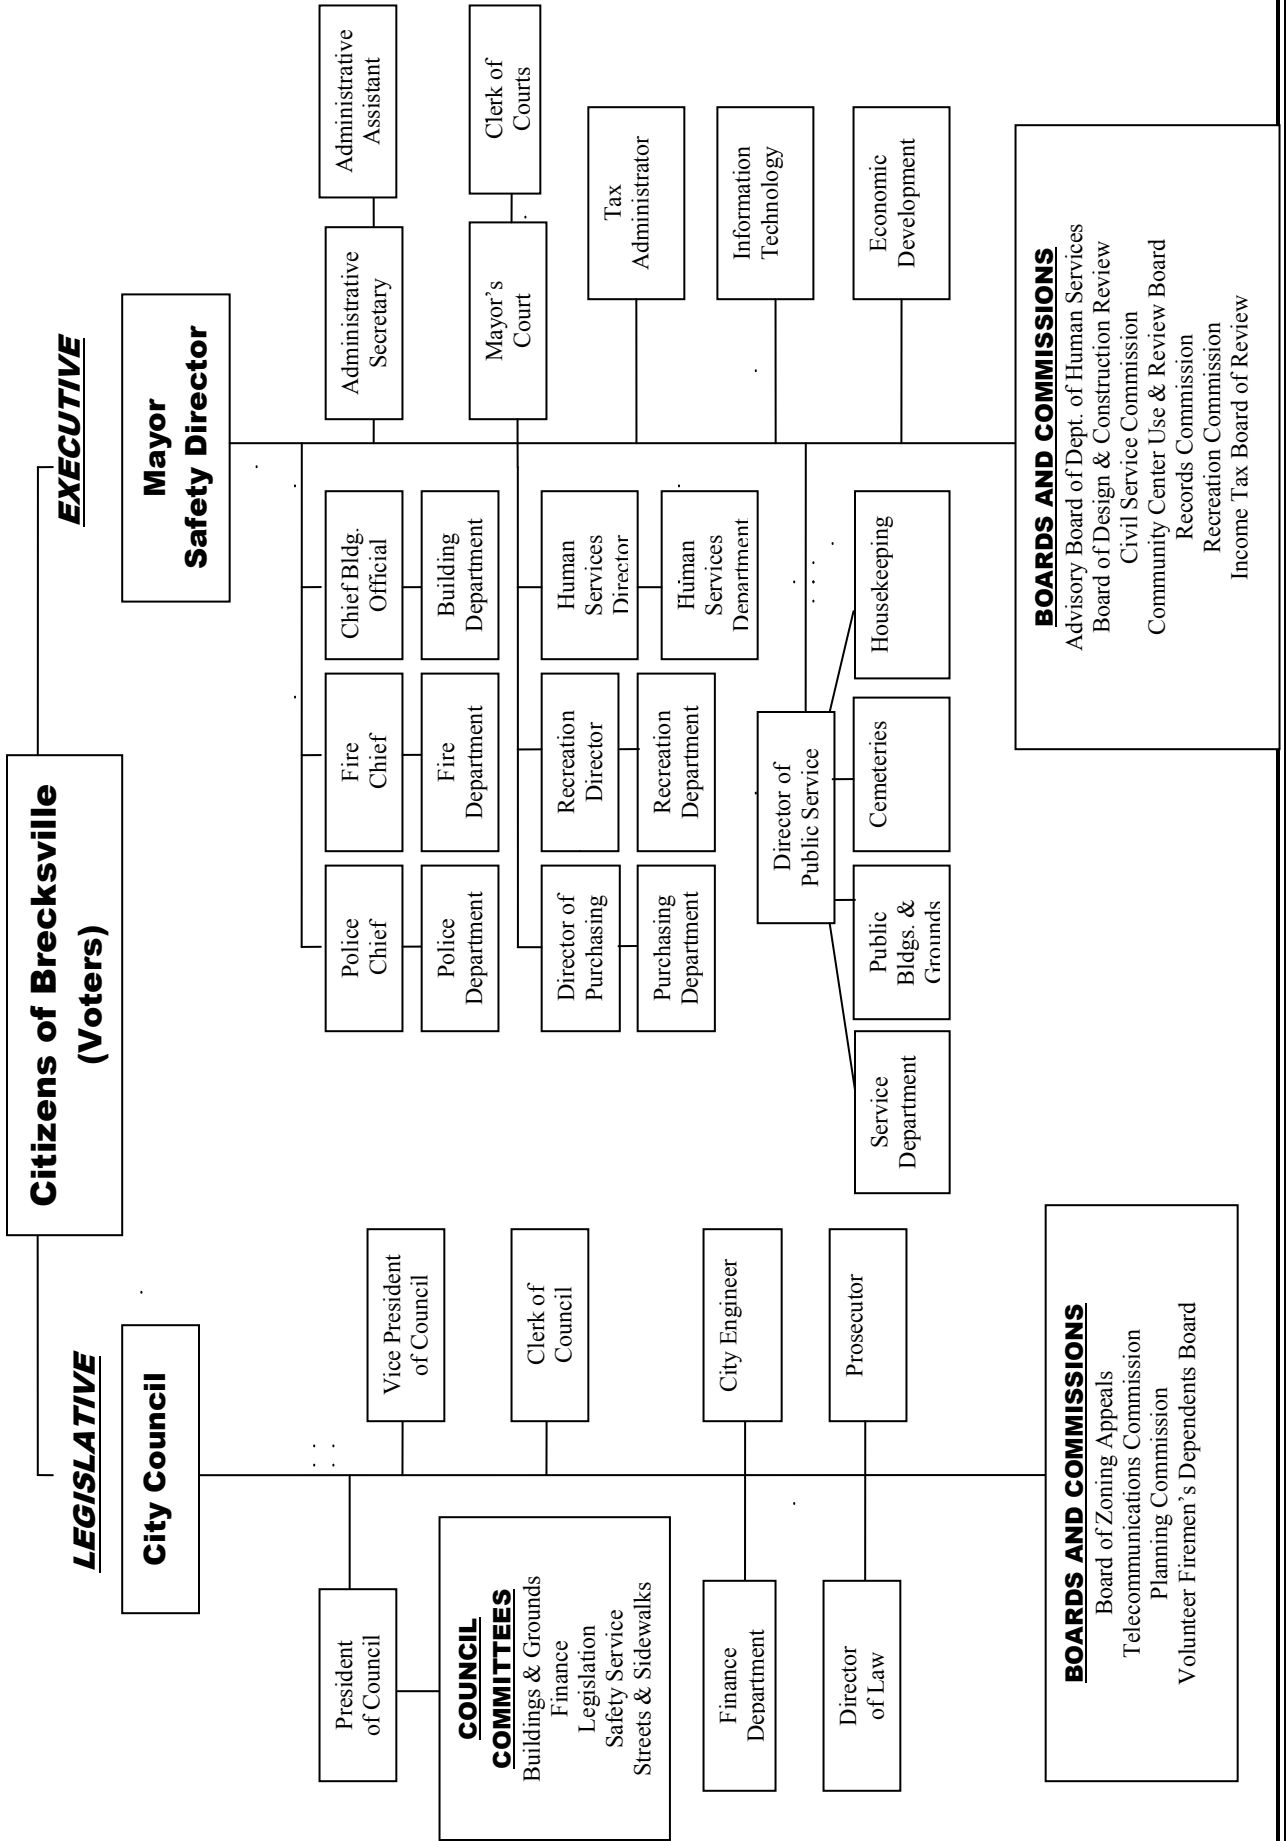 Citizens of Brecksville
(Voters)
LEGISLATIVE
City Council
President
of Council
Vice President
of Council
COUNCIL
COMMITTEES
Buildings & Grounds
Finance
Legislation
Safety Service
Streets & Sidewalks
Clerk of
Council
Finance
Department
City Engineer
Director
of Law
Prosecutor
BOARDS AND COMMISSIONS
Board of Zoning Appeals
Telecommunications Commission
Planning Commission
Volunteer Firemen’s Dependents Board
EXECUTIVE
Mayor
Safety Director
Police
Chief
Fire
Chief
Chief Bldg.
Official
Administrative
Secretary
Administrative
Assistant
Police
Department
Fire
Department
Building
Department
Mayor’s
Court
Clerk of
Courts
Director of
Purchasing
Recreation
Director
Human
Services
Director
Tax
Administrator
Purchasing
Department
Recreation
Department
Human
Services
Department
Information
Technology
Director of
Public Service
Service
Department
Public
Bldgs. &
Grounds
Cemeteries
Housekeeping
Economic
Development
BOARDS AND COMMISSIONS
Advisory Board of Dept. of Human Services
Board of Design & Construction Review
Civil Service Commission
Community Center Use & Review Board
Records Commission
Recreation Commission
Income Tax Board of Review